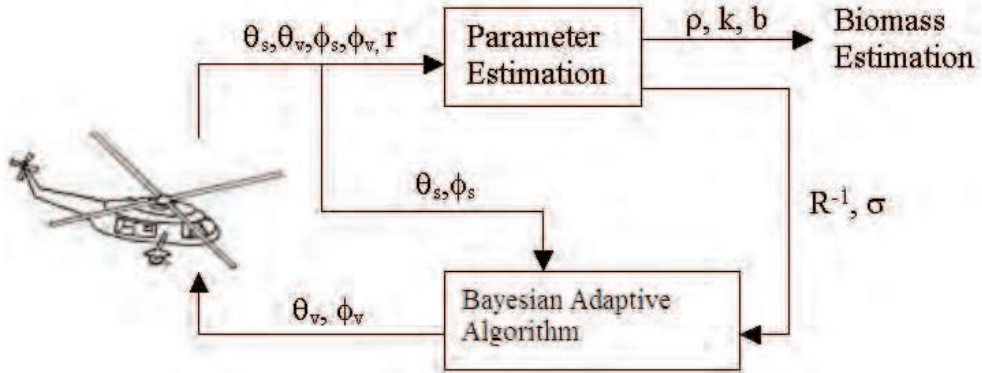 θs,θv,ϕs,ϕv, r
Parameter
Estimation
ρ, k, b
Biomass
Estimation
θs,ϕs
R-1, σ
Bayesian Adaptive
Algorithm
θv, ϕv